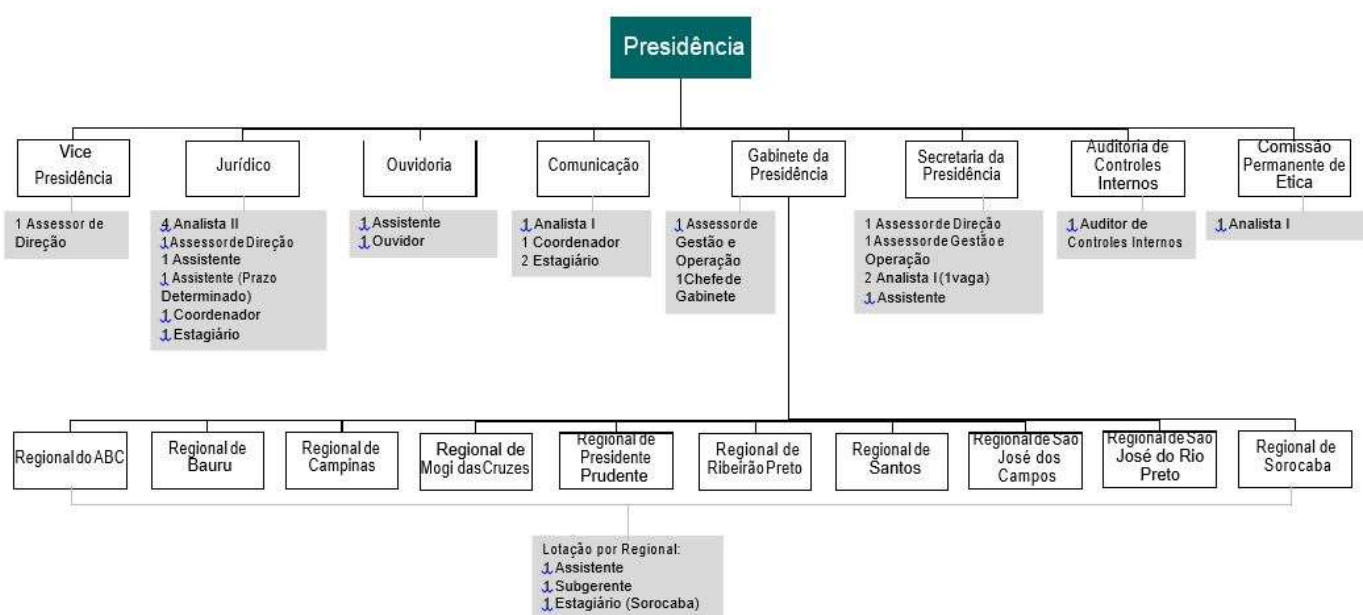 Presidência
Vice
Presidência
1 Assessor de
Direção
Jurídico
4 Analista II
1 Assessor de Direção
1 Assistente
1 Assistente (Prazo
Determinado)
1 Coordenador
1 Estagiário
Ouvidoria
1 Assistente
1 Ouvidor
Comunicação
1 Analista I
1 Coordenador
2 Estagiário
Gabinete da
Presidência
1 Assessor de
Gestão e
Operação
1 Chefe de
Gabinete
Secretaria da
Presidência
1 Assessor de Direção
1 Assessor de Gestão e
Operação
2 Analista I (1 vaga)
1 Assistente
Auditoria de
Controles
Internos
1 Auditor de
Controles Internos
Comissão
Permanente de
Etica
1 Analista I
Regional do ABC
Regional de
Bauru
Regional de
Campinas
Regional de
Mogi das Cruzes
Regional de
Presidente
Prudente
Regional de
Ribeirão Preto
Regional de
Santos
Regional de São
José dos
Campos
Regional de São
José do Rio
Preto
Regional de
Sorocaba
Lotação por Regional:
1 Assistente
1 Subgerente
1 Estagiário (Sorocaba)